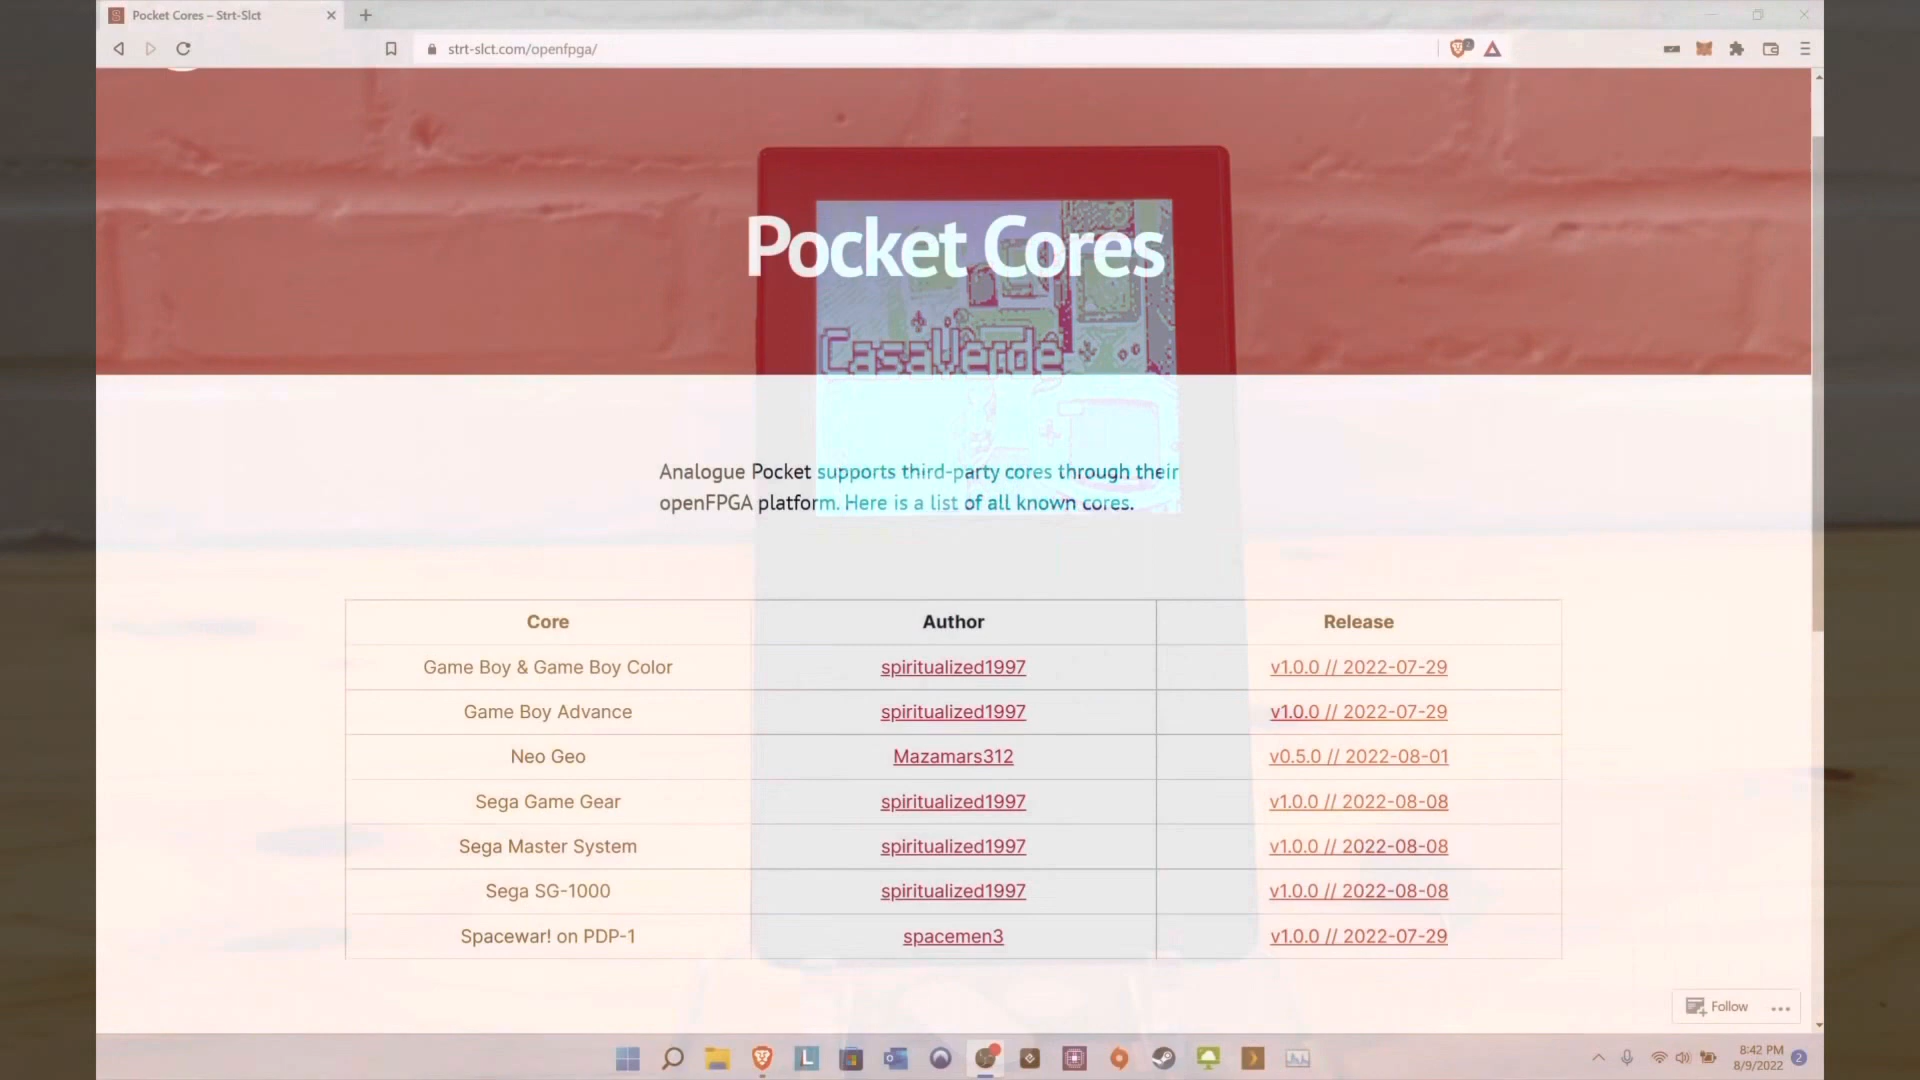 Pocket Cores – Strt-Slct
strt-slct.com/openfpga/
2
Pocket Cores
CasaVerde
Analogue Pocket supports third-party cores through their
openFPGA platform. Here is a list of all known cores.
Core Author Release
Game Boy & Game Boy Color spiritualized1997 v1.0.0 // 2022-07-29
Game Boy Advance spiritualized1997 v1.0.0 // 2022-07-29
Neo Geo Mazamars312 v0.5.0 // 2022-08-01
Sega Game Gear spiritualized1997 v1.0.0 // 2022-08-08
Sega Master System spiritualized1997 v1.0.0 // 2022-08-08
Sega SG-1000 spiritualized1997 v1.0.0 // 2022-08-08
Spacewar! on PDP-1 spacemen3 v1.0.0 // 2022-07-29
Follow
L
8:42 PM
8/9/2022
2